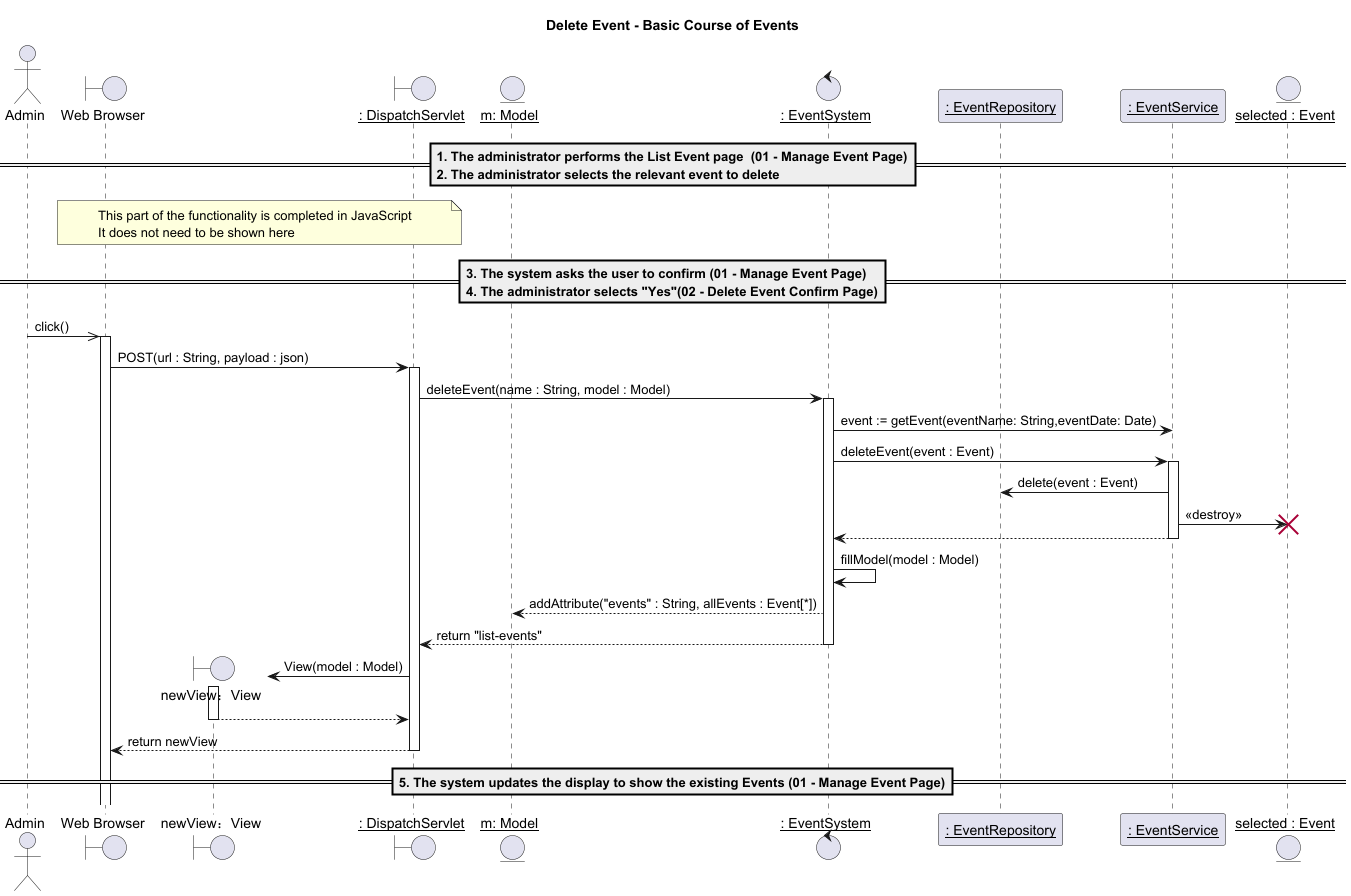 Delete Event - Basic Course of Events
Admin
Web Browser
: DispatchServlet
m: Model
: EventSystem
: EventRepository
: EventService
selected : Event
1. The administrator performs the List Event page  (01 - Manage Event Page)
2. The administrator selects the relevant event to delete
This part of the functionality is completed in JavaScript
It does not need to be shown here
3. The system asks the user to confirm (01 - Manage Event Page)
4. The administrator selects "Yes"(02 - Delete Event Confirm Page)
click()
POST(url : String, payload : json)
deleteEvent(name : String, model : Model)
event := getEvent(eventName: String,eventDate: Date)
deleteEvent(event : Event)
delete(event : Event)
«destroy»
fillModel(model : Model)
addAttribute("events" : String, allEvents : Event[*])
return "list-events"
View(model : Model)
newView：View
return newView
5. The system updates the display to show the existing Events (01 - Manage Event Page)
Admin
Web Browser
newView：View
: DispatchServlet
m: Model
: EventSystem
: EventRepository
: EventService
selected : Event